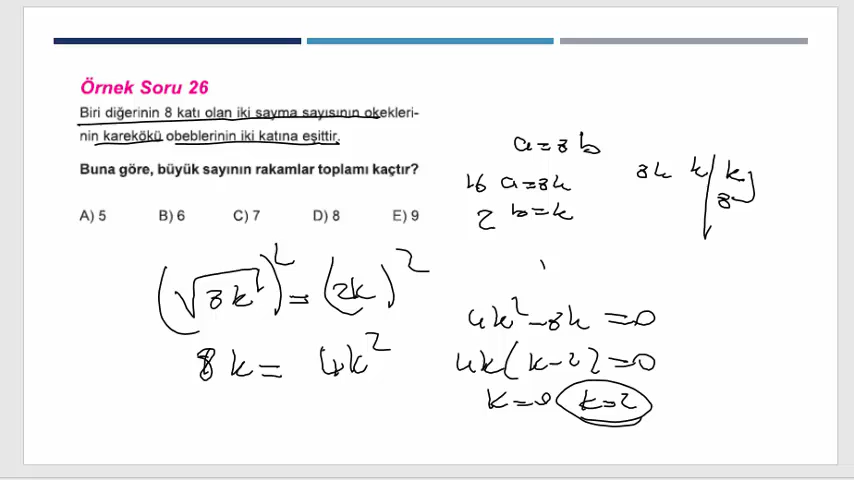 Örnek Soru 26
Biri diğerinin 8 katı olan iki sayma sayısının okekleri-
nin karekökü obeblerinin iki katına eşittir.
Buna göre, büyük sayının rakamlar toplamı kaçtır?
A) 5 B) 6 C) 7 D) 8 E) 9
a=8b
16 a=8k
2 b=k
8k k | k
8
(√8k)² = (2k)²
8k = 4k²
4k²-8k=0
4k(k-2)=0
k=0 k=2